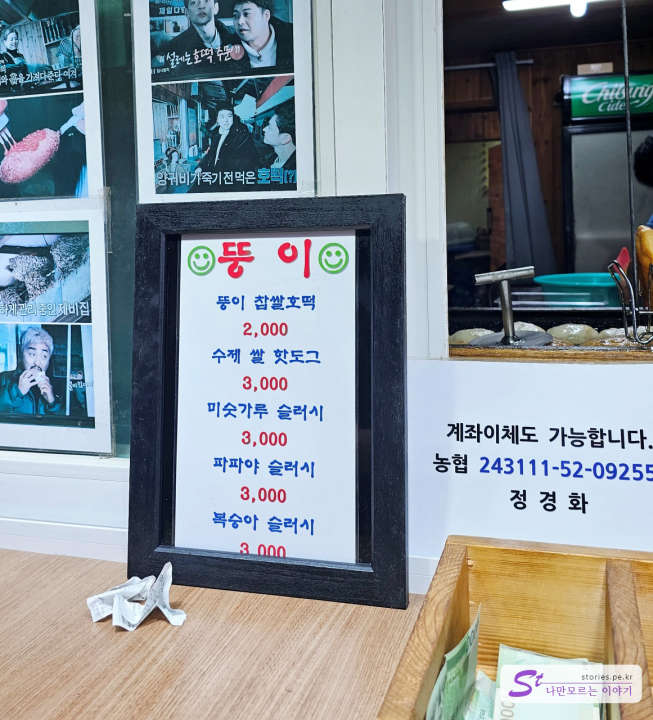 설레는 호떡 주문
양귀비 가족기 전 먹은 호떡(?)
뚱이
뚱이 찹쌀호떡
2,000
수제 쌀 핫도그
3,000
미숫가루 슬러시
3,000
파파야 슬러시
3,000
복숭아 슬러시
3,000
Chilsung
Cider
계좌이체도 가능합니다.
농협 243111-52-09255
정경화
St
stories.pe.kr
나만모르는 이야기